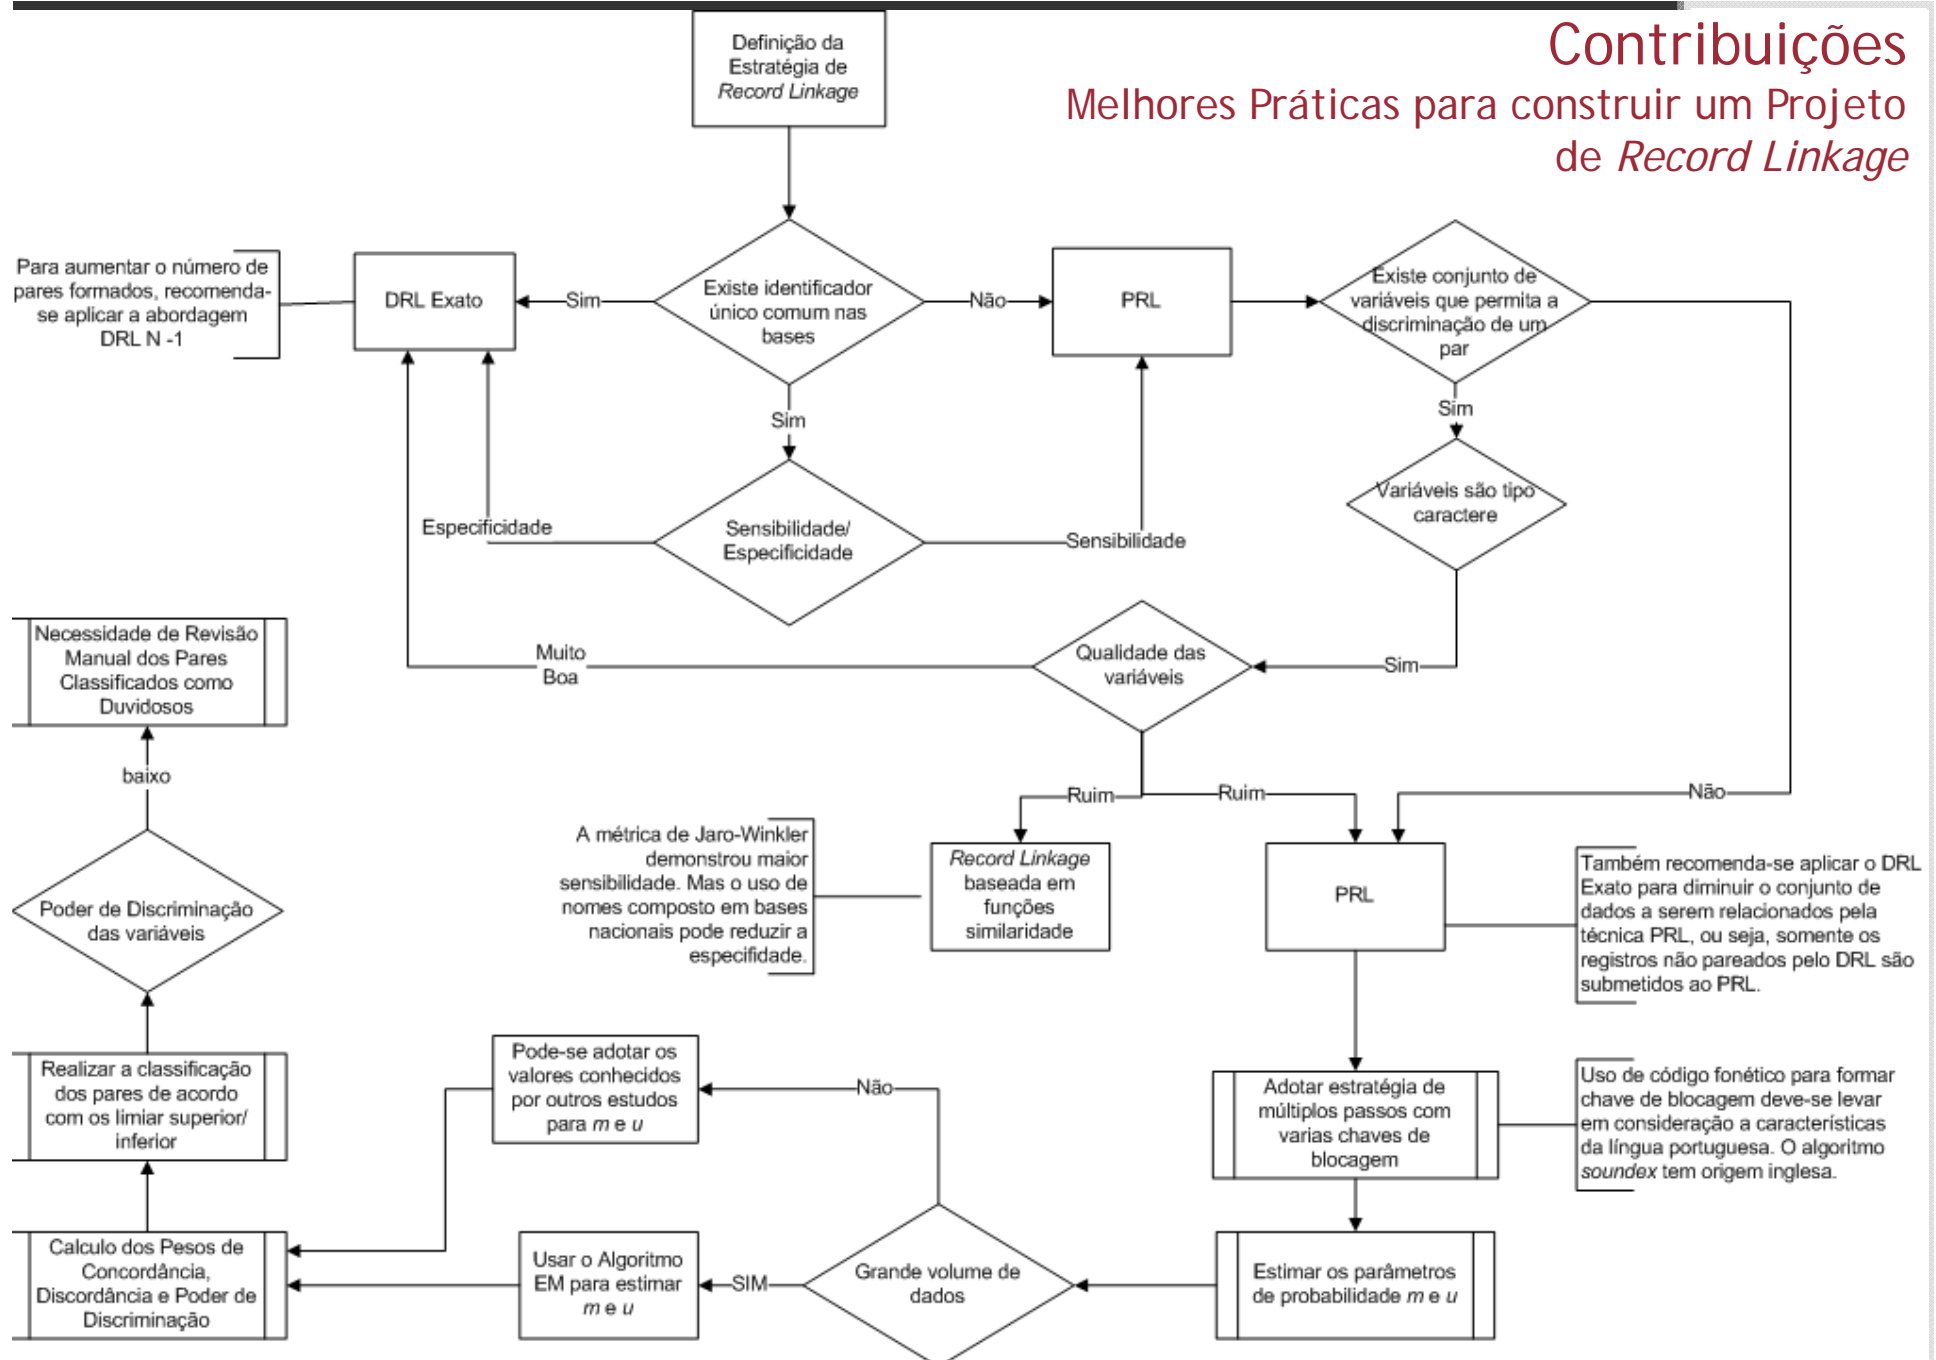 Contribuições
Melhores Práticas para construir um Projeto
de Record Linkage
Definição da
Estratégia de
Record Linkage
Para aumentar o número de
pares formados, recomenda-
se aplicar a abordagem
DRL N -1
DRL Exato
Sim
Existe identificador
único comum nas
bases
Não
PRL
Existe conjunto de
variáveis que permita a
discriminação de um
par
Sim
Sim
Variáveis são tipo
caractere
Especificidade
Sensibilidade/
Especificidade
Sensibilidade
Necessidade de Revisão
Manual dos Pares
Classificados como
Duvidosos
Muito
Boa
Qualidade das
variáveis
Sim
baixo
Ruim
Ruim
Não
A métrica de Jaro-Winkler
demonstrou maior
sensibilidade. Mas o uso de
nomes composto em bases
nacionais pode reduzir a
especifidade.
Record Linkage
baseada em
funções
similaridade
PRL
Também recomenda-se aplicar o DRL
Exato para diminuir o conjunto de
dados a serem relacionados pela
técnica PRL, ou seja, somente os
registros não pareados pelo DRL são
submetidos ao PRL.
Poder de Discriminação
das variáveis
Realizar a classificação
dos pares de acordo
com os limiar superior/
inferior
Pode-se adotar os
valores conhecidos
por outros estudos
para m e u
Não
Adotar estratégia de
múltiplos passos com
varias chaves de
blocagem
Uso de código fonético para formar
chave de blocagem deve-se levar
em consideração a características
da língua portuguesa. O algoritmo
soundex tem origem inglesa.
Calculo dos Pesos de
Concordância,
Discordância e Poder de
Discriminação
Usar o Algoritmo
EM para estimar
m e u
SIM
Grande volume de
dados
Estimar os parâmetros
de probabilidade m e u